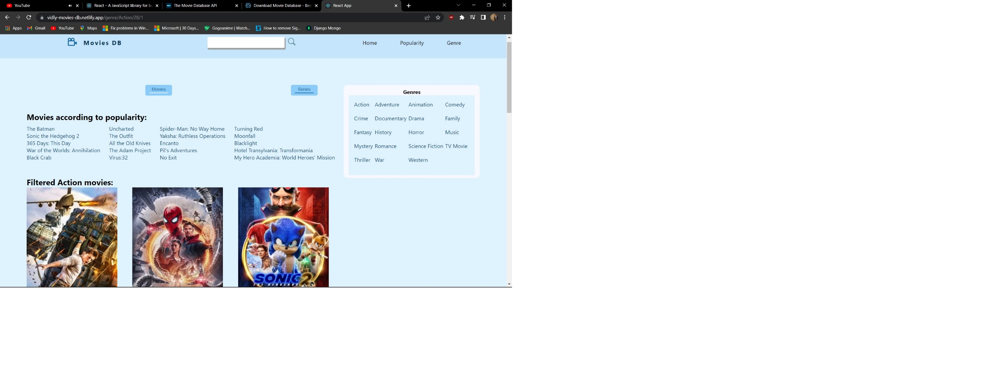 YouTube React – A JavaScript library for bu The Movie Database API Download Movie Database - Bes React App
vidly-movies-db.netlify.app/genre/Action/28/1
Apps Gmail YouTube Maps Fix problems in Win... Microsoft | 30 Days... Gogoanime | Watch... How to remove Sig... Django Mongo
Movies DB Home Popularity Genre
Movies Series
Genres
Action Adventure Animation Comedy
Crime Documentary Drama Family
Fantasy History Horror Music
Mystery Romance Science Fiction TV Movie
Thriller War Western
Movies according to popularity:
The Batman Uncharted Spider-Man: No Way Home Turning Red
Sonic the Hedgehog 2 The Outfit Yaksha: Ruthless Operations Moonfall
365 Days: This Day All the Old Knives Encanto Blacklight
War of the Worlds: Annihilation The Adam Project Pil's Adventures Hotel Transylvania: Transformania
Black Crab Virus:32 No Exit My Hero Academia: World Heroes' Mission
Filtered Action movies:
SONIC 2